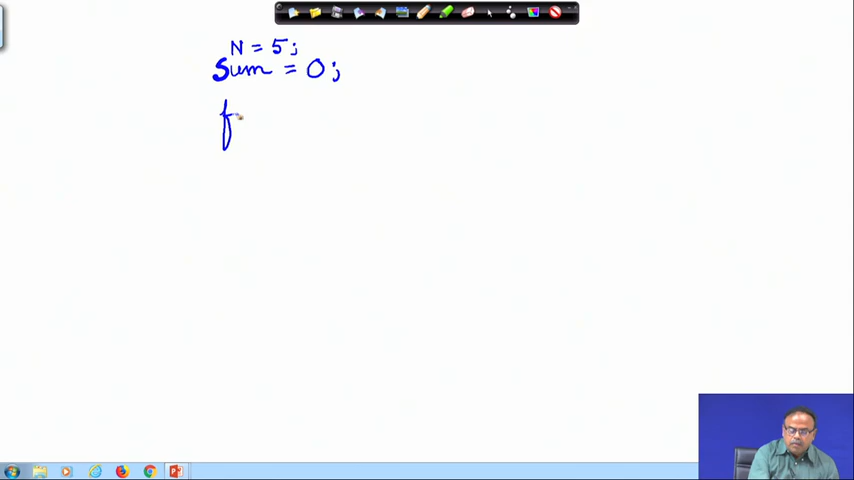 N = 5;
Sum = 0;
f